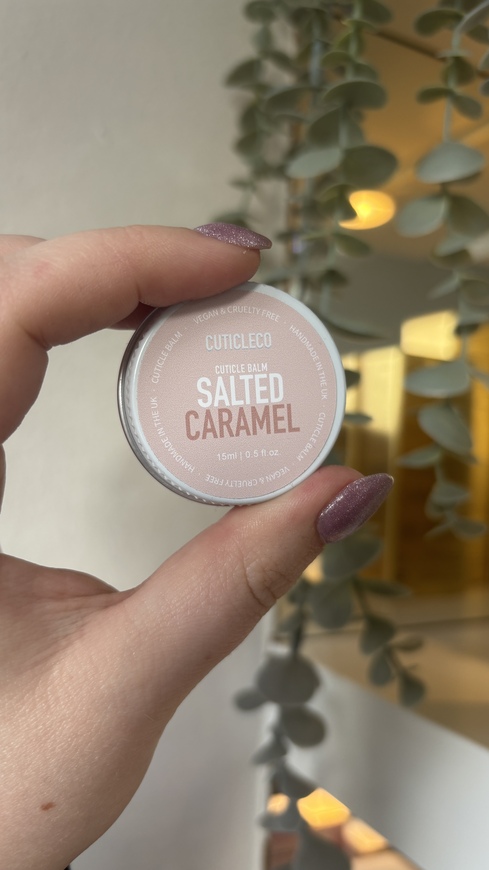 VEGAN & CRUELTY FREE · HANDMADE IN THE UK · CUTICLE BALM · VEGAN & CRUELTY FREE · HANDMADE IN THE UK · CUTICLE BALM ·
CUTICLECO
CUTICLE BALM
SALTED
CARAMEL
15ml | 0.5 fl.oz